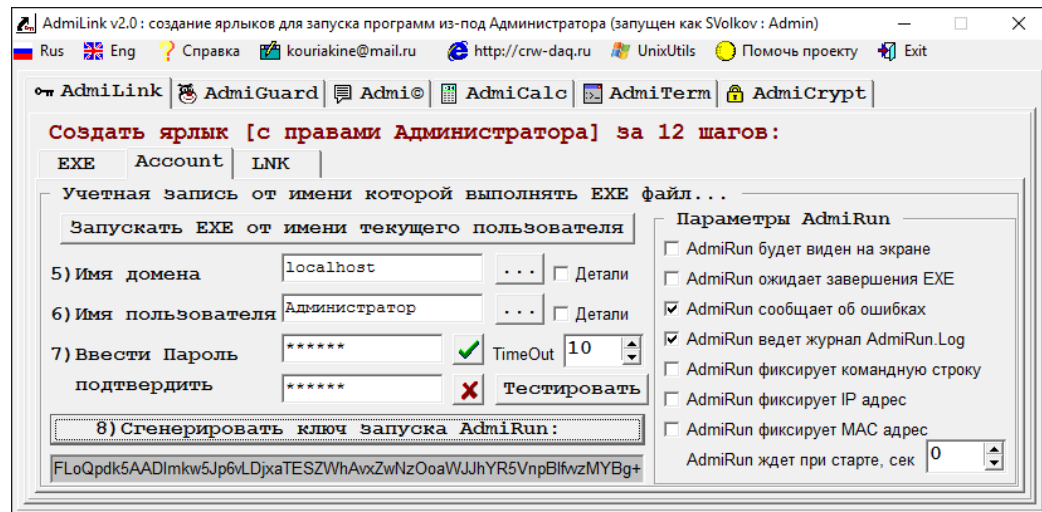 AdmiLink v2.0 : создание ярлыков для запуска программ из-под Администратора (запущен как SVolkov : Admin)
Rus Eng Справка kouriakine@mail.ru http://crw-daq.ru UnixUtils Помочь проекту Exit
AdmiLink AdmiGuard Admi© AdmiCalc AdmiTerm AdmiCrypt
Создать ярлык [с правами Администратора] за 12 шагов:
EXE Account LNK
Учетная запись от имени которой выполнять EXE файл...
Запускать EXE от имени текущего пользователя
5) Имя домена localhost ... Детали
6) Имя пользователя Администратор ... Детали
7) Ввести Пароль ****** TimeOut 10
подтвердить ****** Тестировать
8) Сгенерировать ключ запуска AdmiRun:
FLoQpdk5AADlmkw5Jp6vLDjxaTESZWhAvxZwNzOoaWJJhYR5VnpBlfwzMYBg+
Параметры AdmiRun
AdmiRun будет виден на экране
AdmiRun ожидает завершения EXE
AdmiRun сообщает об ошибках
AdmiRun ведет журнал AdmiRun.Log
AdmiRun фиксирует командную строку
AdmiRun фиксирует IP адрес
AdmiRun фиксирует MAC адрес
AdmiRun ждет при старте, сек 0